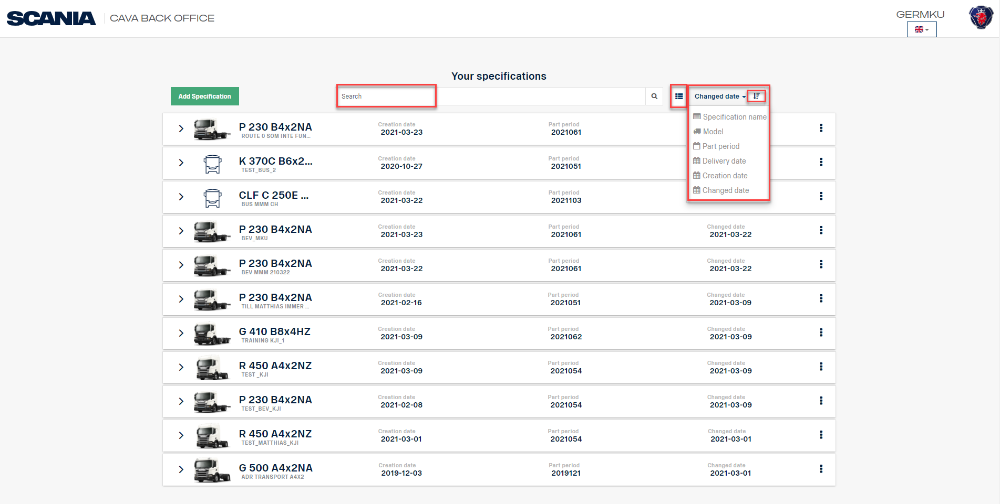 SCANIA CAVA BACK OFFICE GERMKU
Your specifications
Add Specification Search Changed date
Specification name
Model
Part period
Delivery date
Creation date
Changed date
P 230 B4x2NA Creation date Part period
ROUTE 0 SOM INTE FUN... 2021-03-23 2021061
K 370C B6x2... Creation date Part period
TEST_BUS_2 2020-10-27 2021051
CLF C 250E ... Creation date Part period
BUS MMM CH 2021-03-22 2021103
P 230 B4x2NA Creation date Part period Changed date
BEV_MKU 2021-03-23 2021061 2021-03-22
P 230 B4x2NA Creation date Part period Changed date
BEV MMM 210322 2021-03-22 2021061 2021-03-22
P 230 B4x2NA Creation date Part period Changed date
TILL MATTHIAS IMMER ... 2021-02-16 2021051 2021-03-09
G 410 B8x4HZ Creation date Part period Changed date
TRAINING KJI_1 2021-03-09 2021062 2021-03-09
R 450 A4x2NZ Creation date Part period Changed date
TEST _KJI 2021-03-09 2021054 2021-03-09
P 230 B4x2NA Creation date Part period Changed date
TEST_BEV_KJI 2021-02-08 2021054 2021-03-09
R 450 A4x2NZ Creation date Part period Changed date
TEST_MATTHIAS_KJI 2021-03-01 2021054 2021-03-01
G 500 A4x2NA Creation date Part period Changed date
ADR TRANSPORT A4X2 2019-12-03 2019121 2021-03-01